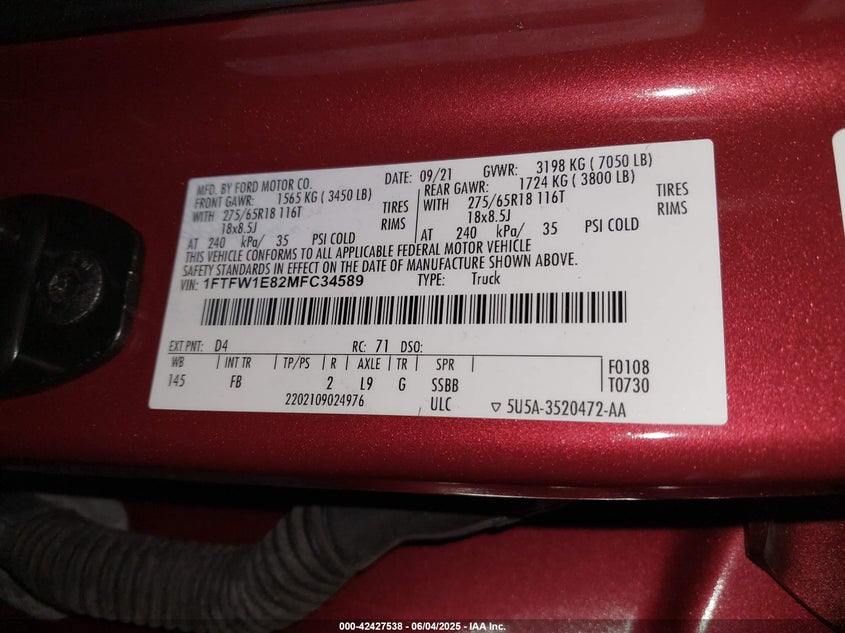 MFD. BY FORD MOTOR CO. DATE: 09/21 GVWR: 3198 KG ( 7050 LB)
FRONT GAWR: 1565 KG ( 3450 LB) REAR GAWR: 1724 KG ( 3800 LB)
WITH 275/65R18 116T TIRES WITH 275/65R18 116T TIRES
18x8.5J RIMS 18x8.5J RIMS
AT 240 kPa/ 35 PSI COLD AT 240 kPa/ 35 PSI COLD
THIS VEHICLE CONFORMS TO ALL APPLICABLE FEDERAL MOTOR VEHICLE
SAFETY STANDARDS IN EFFECT ON THE DATE OF MANUFACTURE SHOWN ABOVE.
VIN: 1FTFW1E82MFC34589 TYPE: Truck
EXT PNT: D4 RC: 71 DSO:
WB INT TR TP/PS R AXLE TR SPR F0108
145 FB 2 L9 G SSBB T0730
2202109024976 ULC ▽ 5U5A-3520472-AA
000-42427538 - 06/04/2025 - IAA Inc.